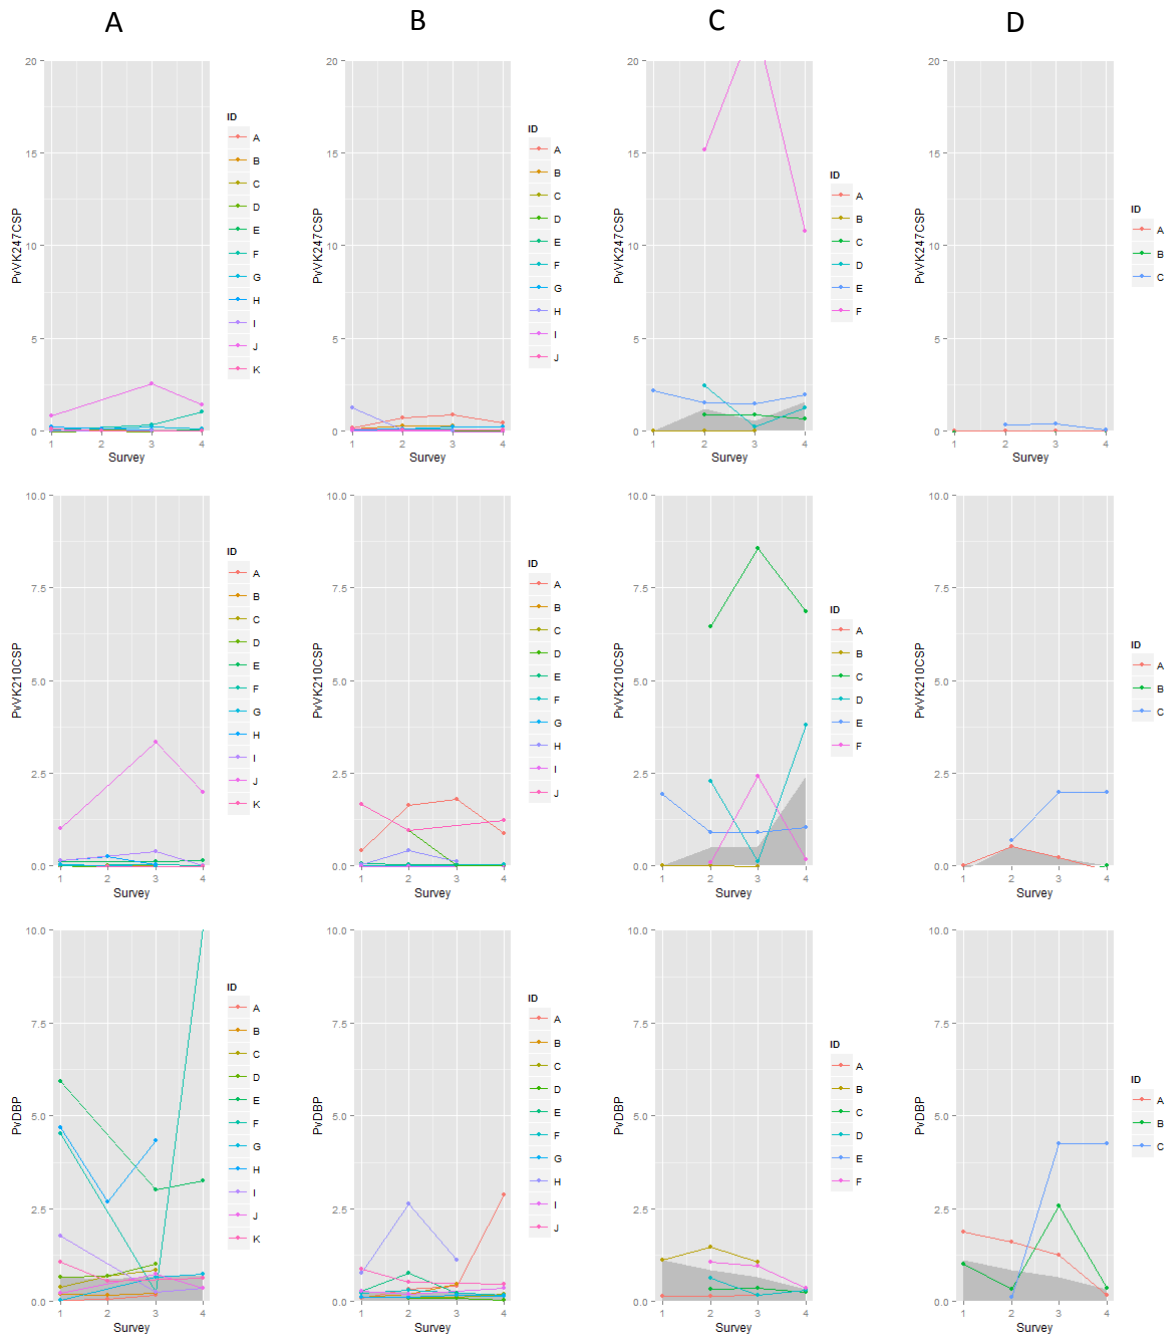 A B C D
PvVK247CSP
20
15
10
5
0
1 2 3 4
Survey
ID
A
B
C
D
E
F
G
H
I
J
K
PvVK247CSP
20
15
10
5
0
1 2 3 4
Survey
ID
A
B
C
D
E
F
G
H
I
J
PvVK247CSP
20
15
10
5
0
1 2 3 4
Survey
ID
A
B
C
D
E
F
PvVK247CSP
20
15
10
5
0
1 2 3 4
Survey
ID
A
B
C
PvVK210CSP
10.0
7.5
5.0
2.5
0.0
1 2 3 4
Survey
ID
A
B
C
D
E
F
G
H
I
J
K
PvVK210CSP
10.0
7.5
5.0
2.5
0.0
1 2 3 4
Survey
ID
A
B
C
D
E
F
G
H
I
J
PvVK210CSP
10.0
7.5
5.0
2.5
0.0
1 2 3 4
Survey
ID
A
B
C
D
E
F
PvVK210CSP
10.0
7.5
5.0
2.5
0.0
1 2 3 4
Survey
ID
A
B
C
PvDBP
10.0
7.5
5.0
2.5
0.0
1 2 3 4
Survey
ID
A
B
C
D
E
F
G
H
I
J
K
PvDBP
10.0
7.5
5.0
2.5
0.0
1 2 3 4
Survey
ID
A
B
C
D
E
F
G
H
I
J
PvDBP
10.0
7.5
5.0
2.5
0.0
1 2 3 4
Survey
ID
A
B
C
D
E
F
PvDBP
10.0
7.5
5.0
2.5
0.0
1 2 3 4
Survey
ID
A
B
C